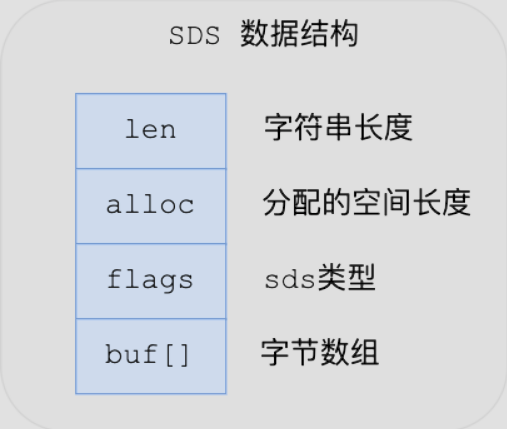 SDS 数据结构
len 字符串长度
alloc 分配的空间长度
flags sds类型
buf[] 字节数组